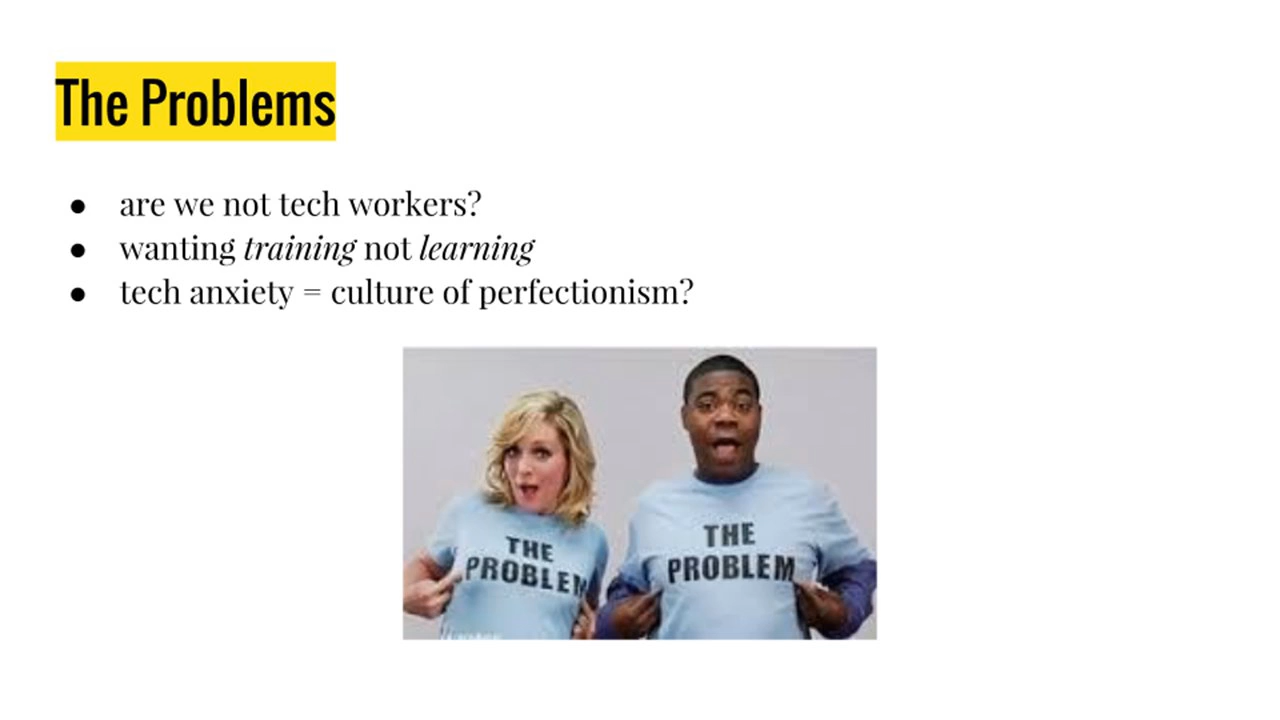 The Problems
● are we not tech workers?
● wanting training not learning
● tech anxiety = culture of perfectionism?
THE
PROBLEM
THE
PROBLEM